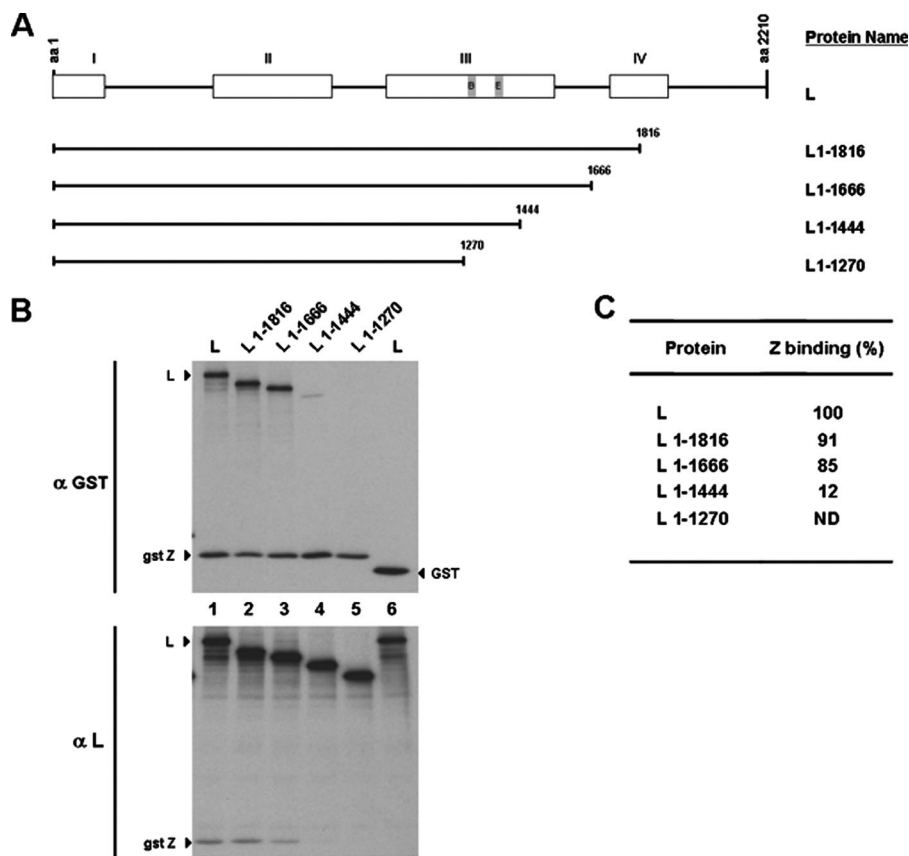 A
aa 1
I
II
III
IV
aa 2210
Protein Name
L
1816
L1-1816
1666
L1-1666
1444
L1-1444
1270
L1-1270
B
L L 1-1816 L 1-1666 L 1-1444 L 1-1270 L
L
α GST
gst Z
GST
1 2 3 4 5 6
L
α L
gst Z
C
Protein Z binding (%)
L 100
L 1-1816 91
L 1-1666 85
L 1-1444 12
L 1-1270 ND